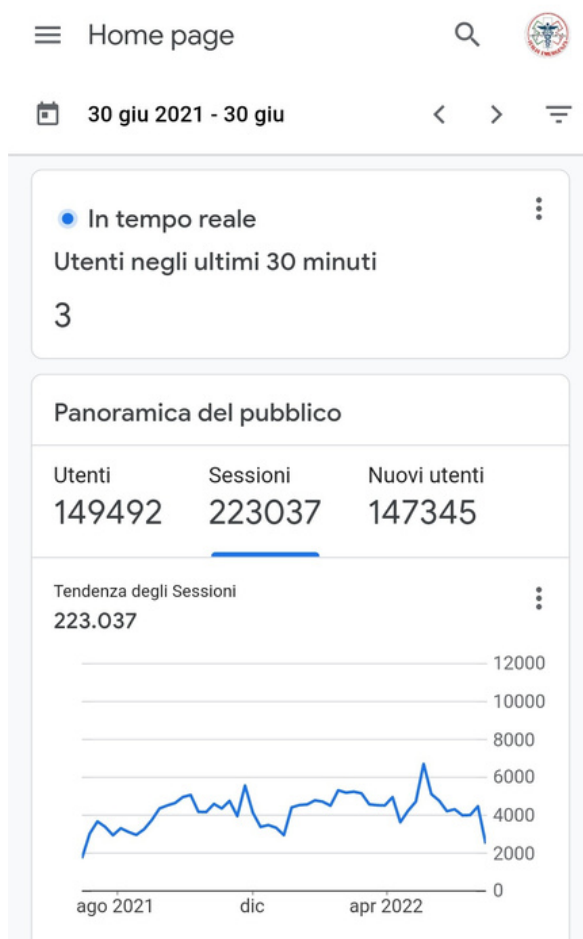 Home page
30 giu 2021 - 30 giu
In tempo reale
Utenti negli ultimi 30 minuti
3
Panoramica del pubblico
Utenti Sessioni Nuovi utenti
149492 223037 147345
Tendenza degli Sessioni
223.037
12000
10000
8000
6000
4000
2000
0
ago 2021 dic apr 2022